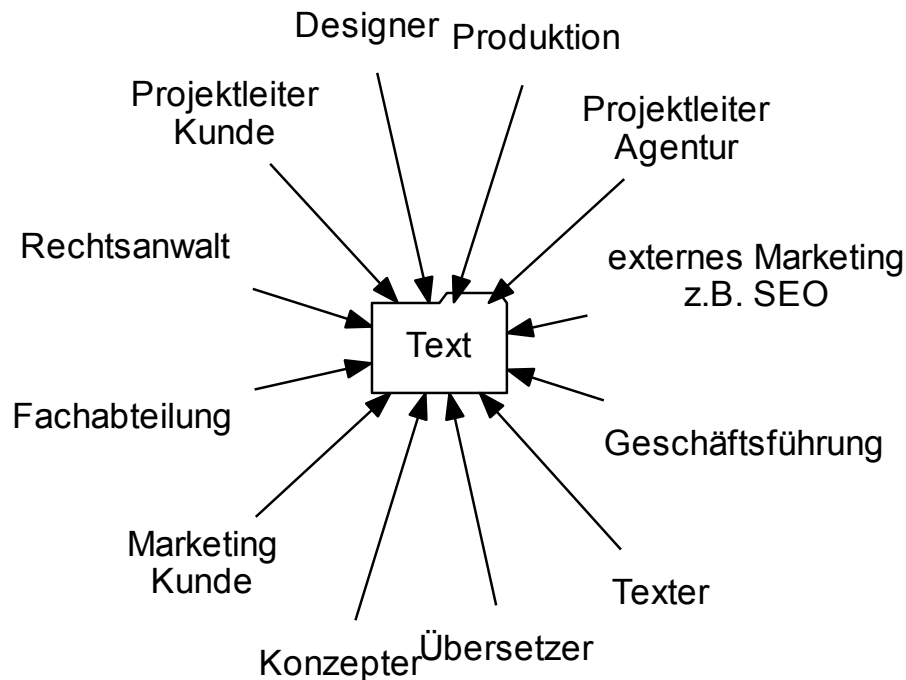 Designer
Produktion
Projektleiter
Kunde
Projektleiter
Agentur
Rechtsanwalt
externes Marketing
z.B. SEO
Text
Fachabteilung
Geschäftsführung
Marketing
Kunde
Texter
Konzepter
Übersetzer